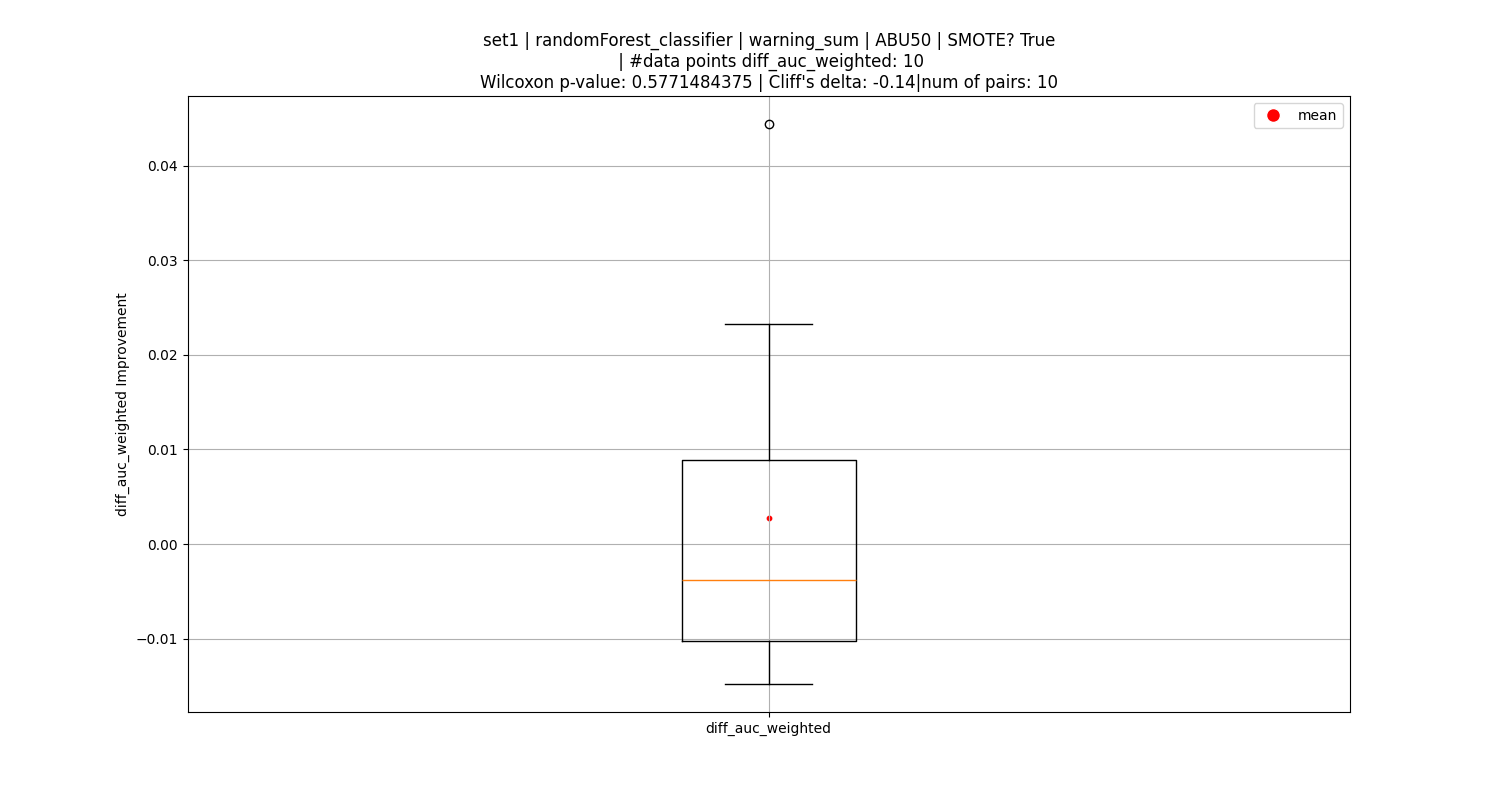 set1 | randomForest_classifier | warning_sum | ABU50 | SMOTE? True
| #data points diff_auc_weighted: 10
Wilcoxon p-value: 0.5771484375 | Cliff's delta: -0.14|num of pairs: 10
mean
0.04
0.03
0.02
0.01
0.00
−0.01
diff_auc_weighted Improvement
diff_auc_weighted